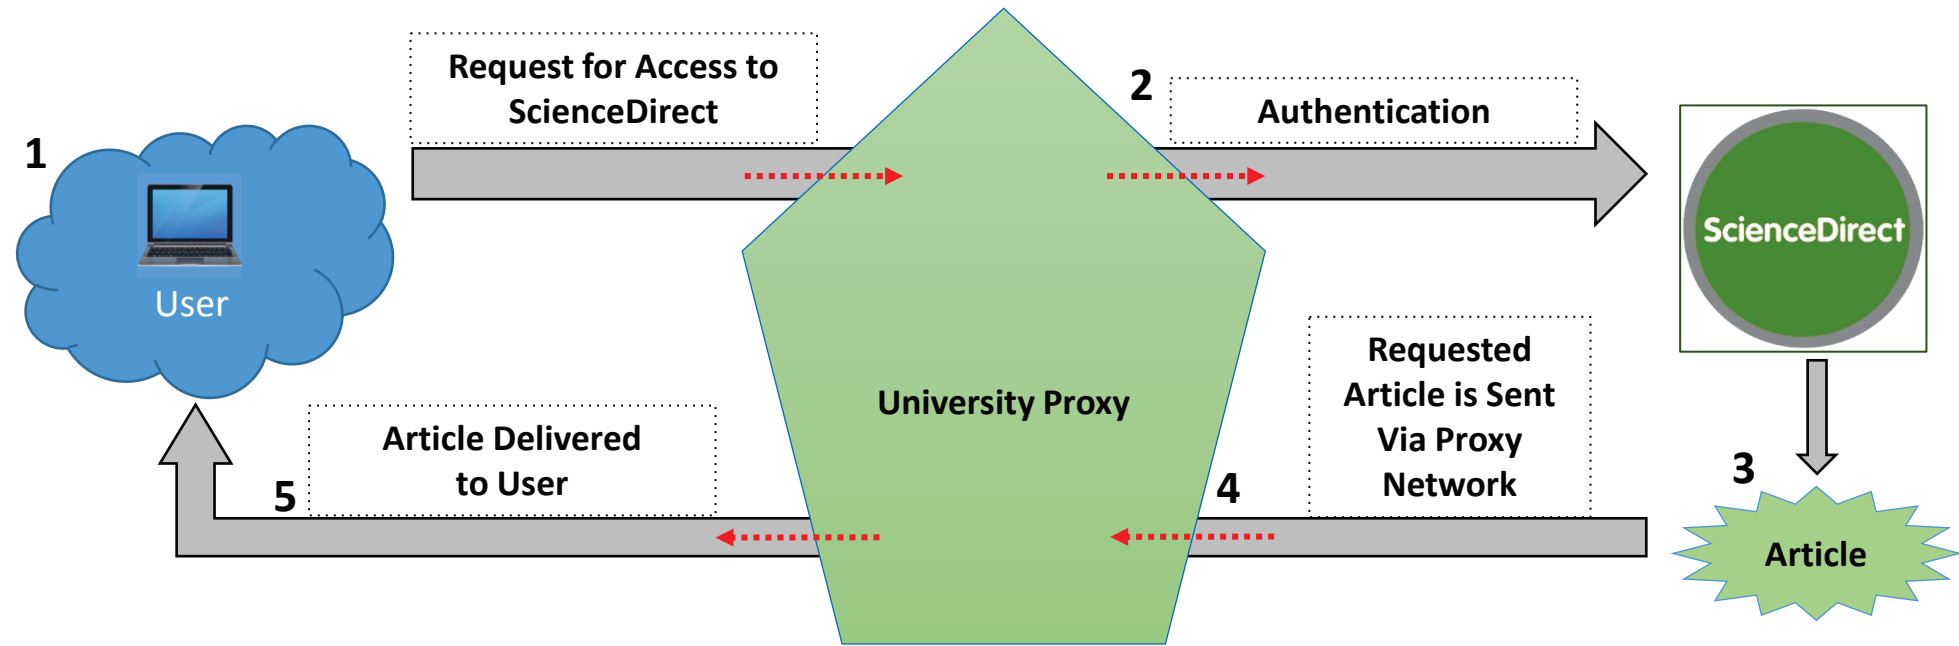 1
User
Request for Access to
ScienceDirect
2
Authentication
ScienceDirect
University Proxy
3
Article
Requested
Article is Sent
Via Proxy
Network
4
Article Delivered
to User
5